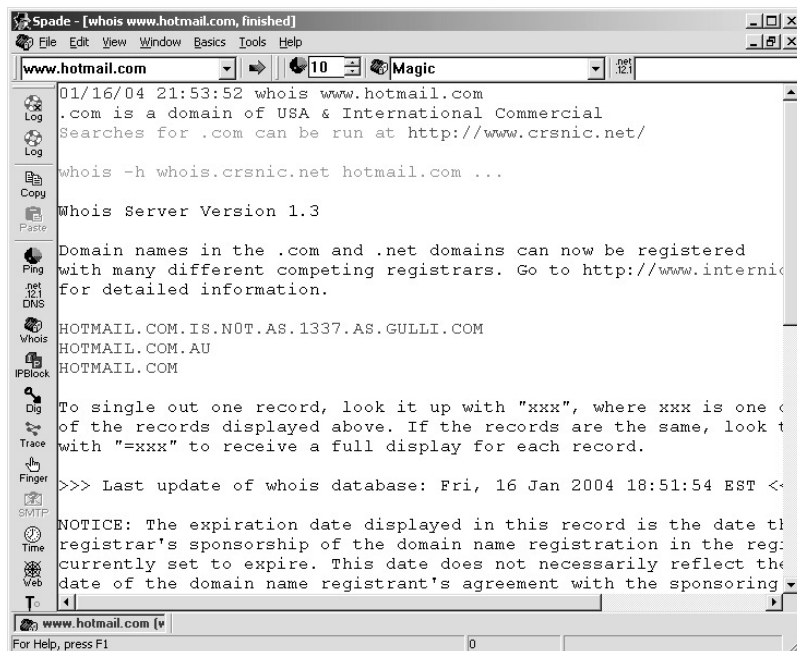 Spade - [whois www.hotmail.com, finished]
File Edit View Window Basics Tools Help
www.hotmail.com 10 Magic .net 12.1
Log
Log
Copy
Paste
Ping
.net 12.1 DNS
Whois
IPBlock
Dig
Trace
Finger
SMTP
Time
Web
01/16/04 21:53:52 whois www.hotmail.com
.com is a domain of USA & International Commercial
Searches for .com can be run at http://www.crsnic.net/
whois -h whois.crsnic.net hotmail.com ...
Whois Server Version 1.3
Domain names in the .com and .net domains can now be registered
with many different competing registrars. Go to http://www.interni
for detailed information.
HOTMAIL.COM.IS.N0T.AS.1337.AS.GULLI.COM
HOTMAIL.COM.AU
HOTMAIL.COM
To single out one record, look it up with "xxx", where xxx is one
of the records displayed above. If the records are the same, look
with "=xxx" to receive a full display for each record.
>>> Last update of whois database: Fri, 16 Jan 2004 18:51:54 EST <
NOTICE: The expiration date displayed in this record is the date
registrar's sponsorship of the domain name registration in the
currently set to expire. This date does not necessarily reflect
date of the domain name registrant's agreement with the sponsoring
www.hotmail.com (
For Help, press F1 0